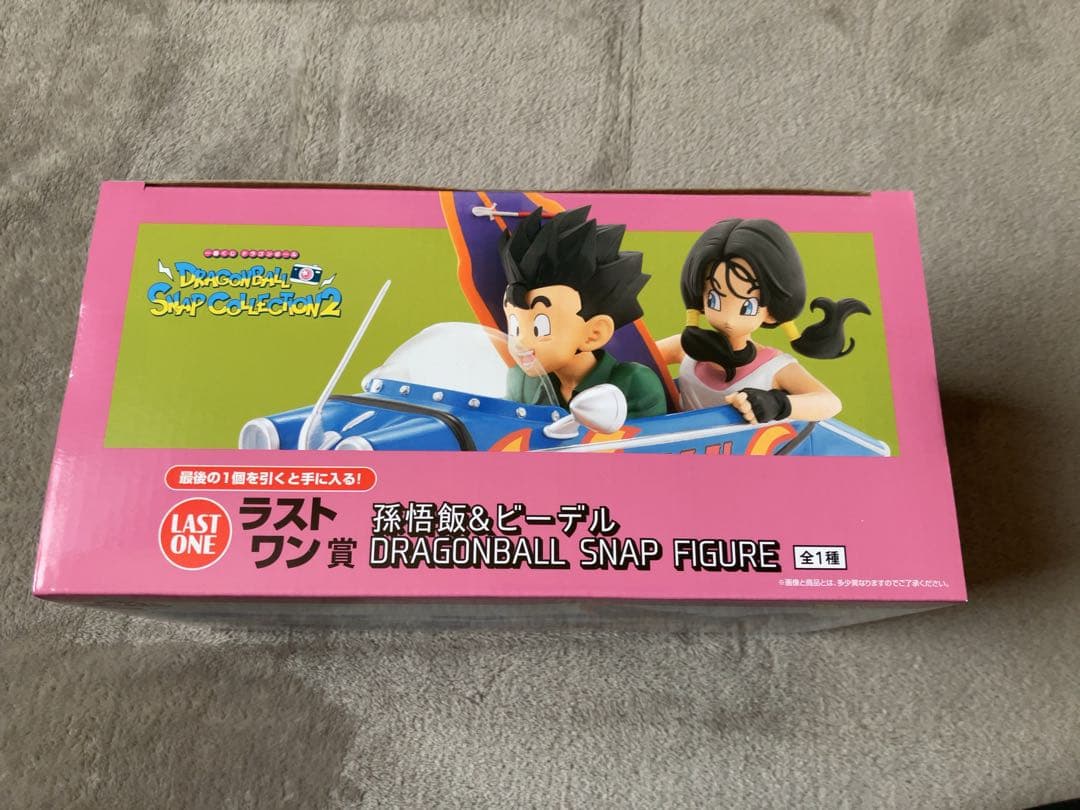 一番くじ ドラゴンボール
DRAGONBALL
SNAP COLLECTION2
最後の1個を引くと手に入る!
LAST
ONE
ラスト
ワン賞
孫悟飯&ビーデル
DRAGONBALL SNAP FIGURE
全1種
※画像と商品とは、多少異なりますのでご了承ください。